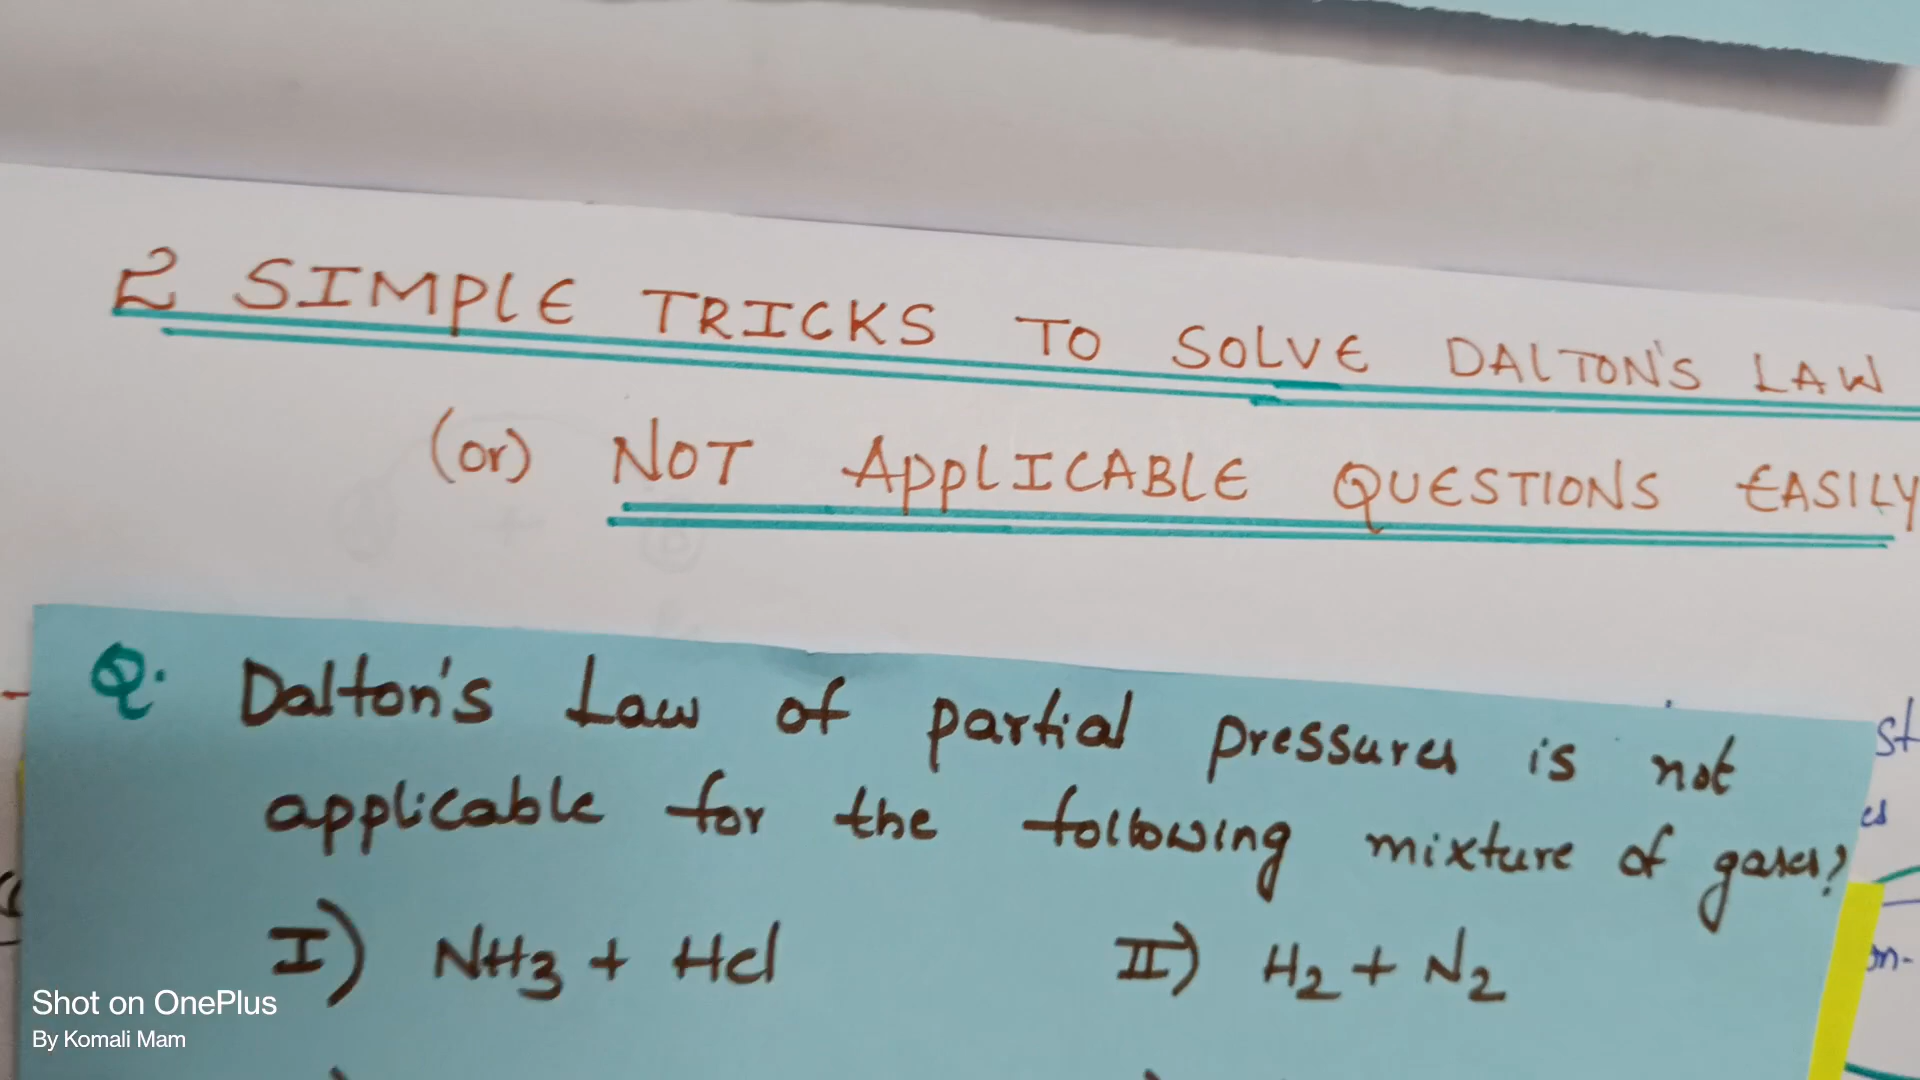 2 SIMPLE TRICKS TO SOLVE DALTON'S LAW
(or) NOT APPLICABLE QUESTIONS EASILY
Q. Dalton's Law of partial pressures is not
applicable for the following mixture of gases?
I) NH3 + HCl II) H2 + N2
Shot on OnePlus
By Komali Mam